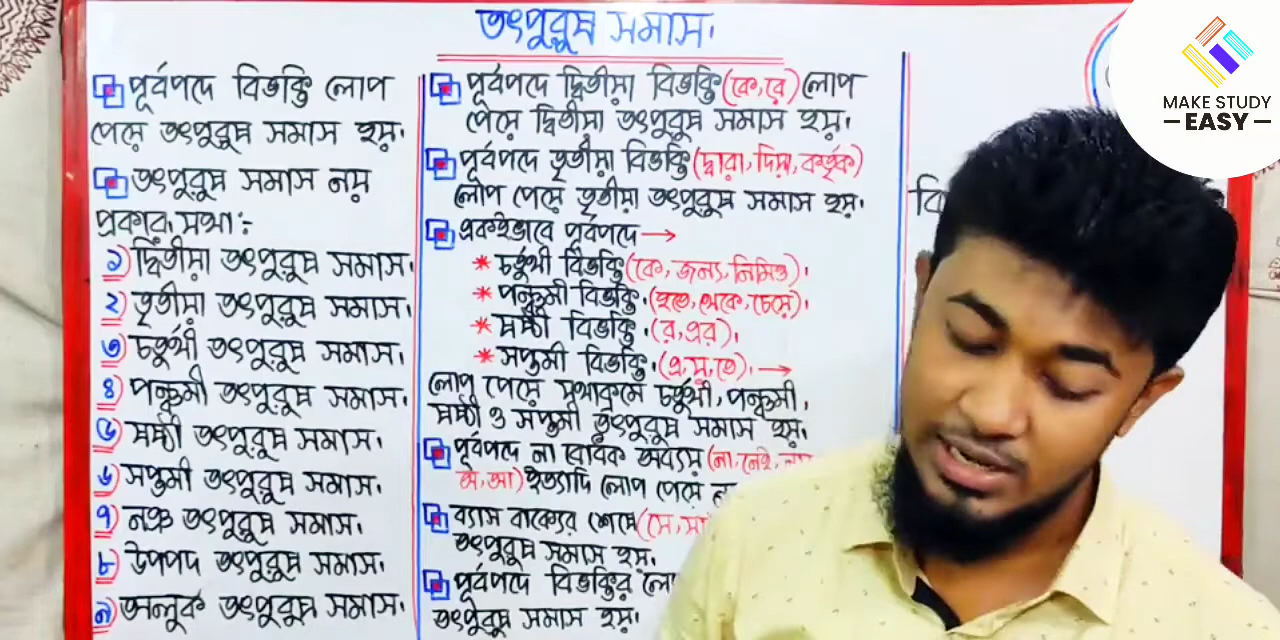 তৎপুরুষ সমাস।
পূর্বপদে বিভক্তি লোপ
পেয়ে তৎপুরুষ সমাস হয়।
তৎপুরুষ সমাস নয়
প্রকার। যথা :-
১) দ্বিতীয়া তৎপুরুষ সমাস।
২) তৃতীয়া তৎপুরুষ সমাস।
৩) চতুর্থী তৎপুরুষ সমাস।
৪) পঞ্চমী তৎপুরুষ সমাস।
৫) ষষ্ঠী তৎপুরুষ সমাস।
৬) সপ্তমী তৎপুরুষ সমাস।
৭) নঞ তৎপুরুষ সমাস।
৮) উপপদ তৎপুরুষ সমাস।
৯) অলুক তৎপুরুষ সমাস।
পূর্বপদে দ্বিতীয়া বিভক্তি (কে, রে) লোপ
পেয়ে দ্বিতীয়া তৎপুরুষ সমাস হয়।
পূর্বপদে তৃতীয়া বিভক্তি (দ্বারা, দিয়া, কর্তৃক)
লোপ পেয়ে তৃতীয়া তৎপুরুষ সমাস হয়।
একইভাবে পূর্বপদে →
* চতুর্থী বিভক্তি (কে, জন্য, নিমিত্ত)।
* পঞ্চমী বিভক্তি। (হতে, থেকে, চেয়ে)।
* ষষ্ঠী বিভক্তি। (র, এর)।
* সপ্তমী বিভক্তি। (এ, য়, তে)। →
লোপ পেয়ে যথাক্রমে চতুর্থী, পঞ্চমী,
ষষ্ঠী ও সপ্তমী তৎপুরুষ সমাস হয়।
পূর্বপদে না বোধক অব্যয় (না, নেই,
অ, আ) ইত্যাদি লোপ পেয়ে
ব্যাস বাক্যের শেষে (যে,
তৎপুরুষ সমাস হয়।
পূর্বপদে বিভক্তির
তৎপুরুষ সমাস হয়।
MAKE STUDY
EASY